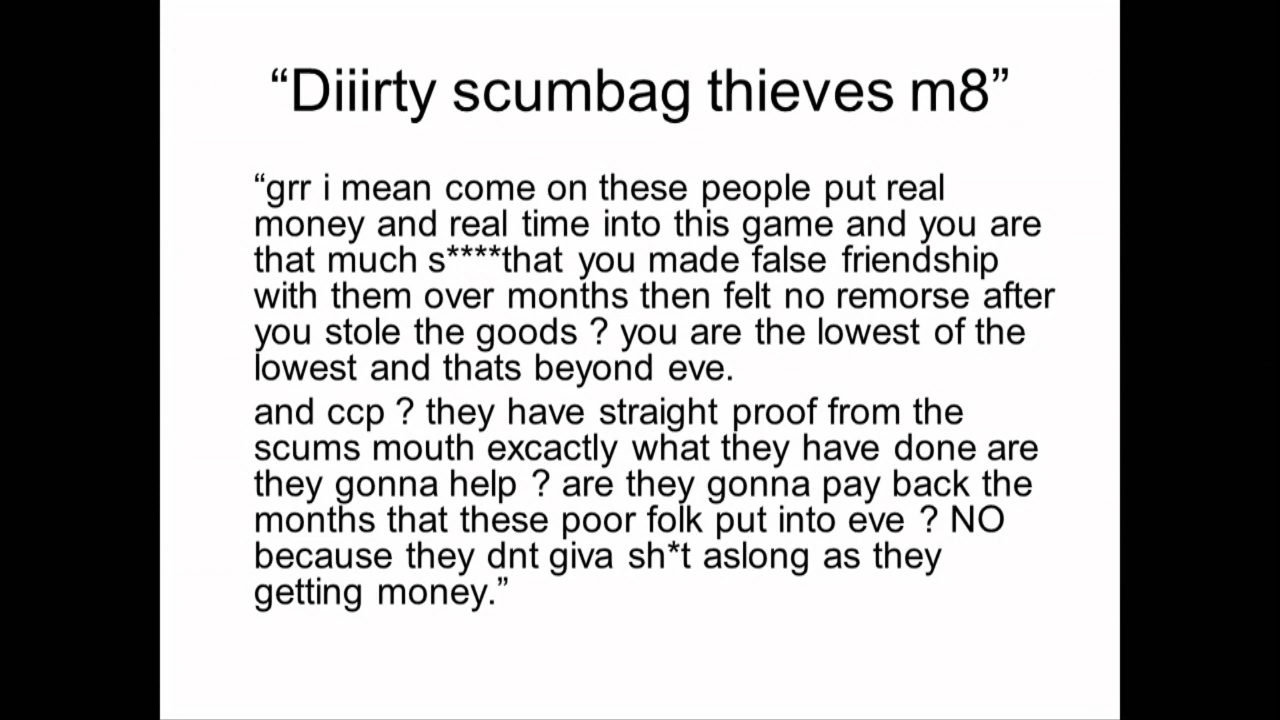 “Diiirty scumbag thieves m8”
“grr i mean come on these people put real
money and real time into this game and you are
that much s****that you made false friendship
with them over months then felt no remorse after
you stole the goods ? you are the lowest of the
lowest and thats beyond eve.
and ccp ? they have straight proof from the
scums mouth excactly what they have done are
they gonna help ? are they gonna pay back the
months that these poor folk put into eve ? NO
because they dnt giva sh*t aslong as they
getting money.”